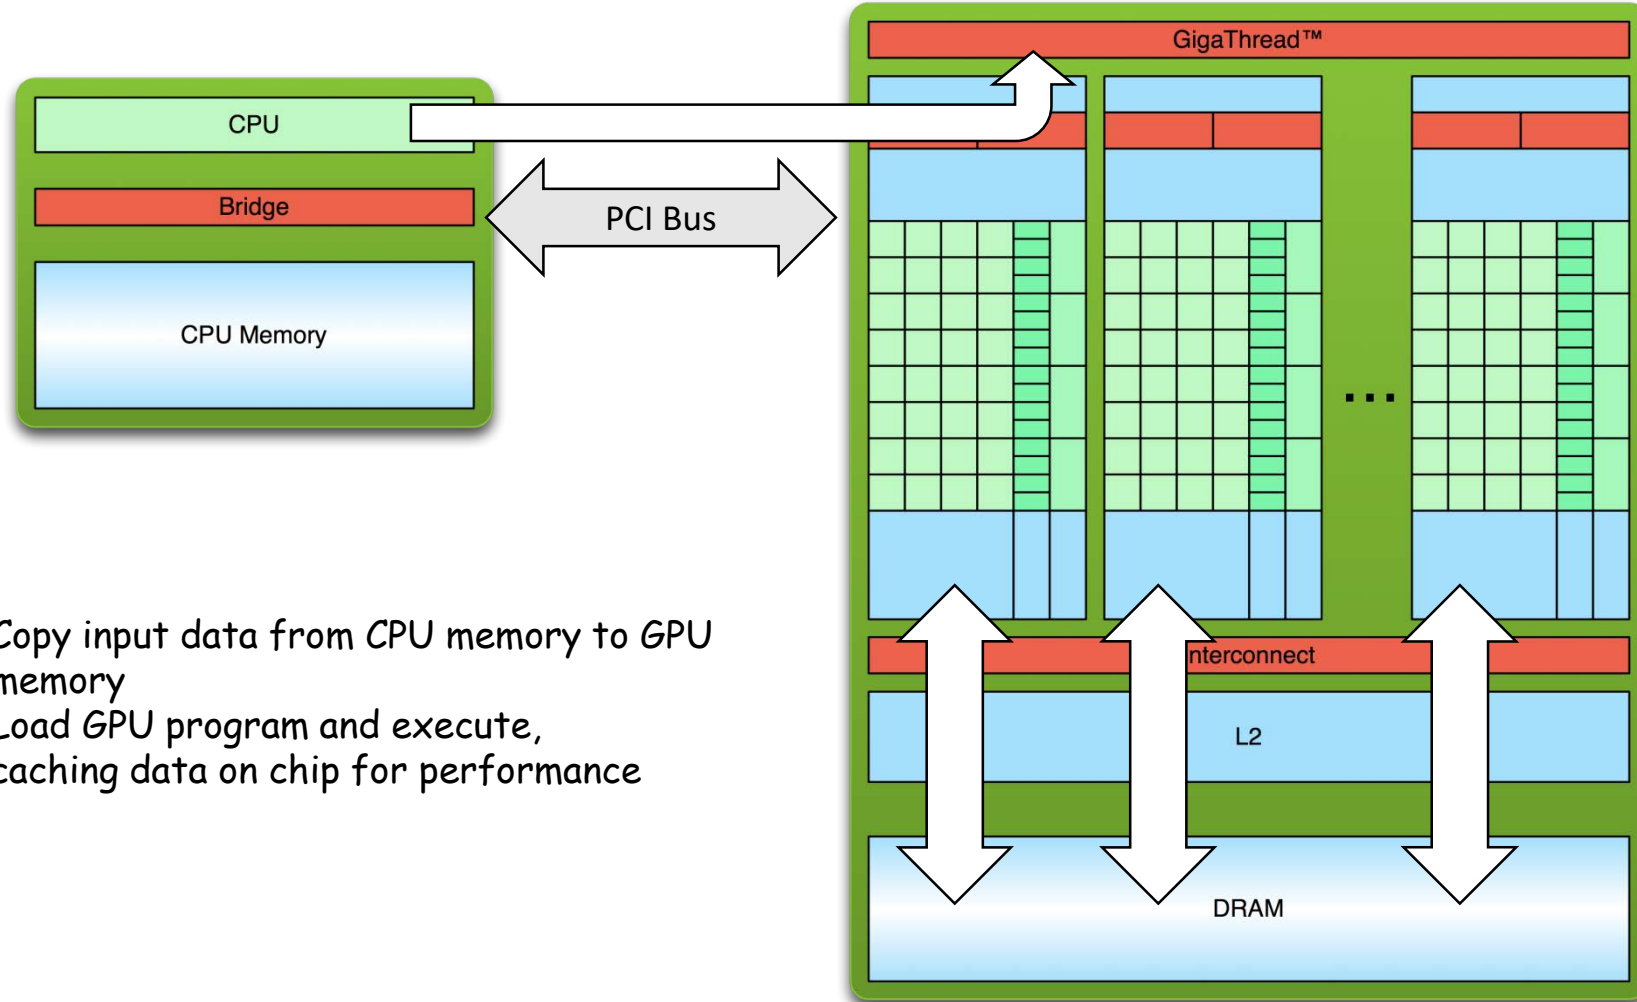 GigaThread™
CPU
Bridge
PCI Bus
CPU Memory
...
Copy input data from CPU memory to GPU
memory
Load GPU program and execute,
caching data on chip for performance
nterconnect
L2
DRAM